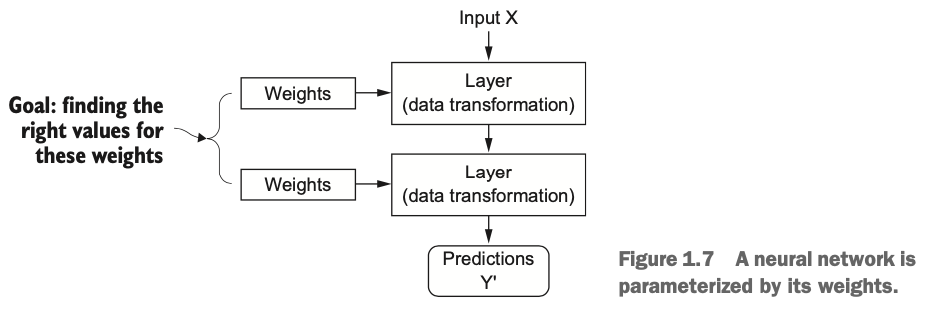 Input X
Goal: finding the
right values for
these weights
Weights
Layer
(data transformation)
Weights
Layer
(data transformation)
Predictions
Y'
Figure 1.7 A neural network is
parameterized by its weights.